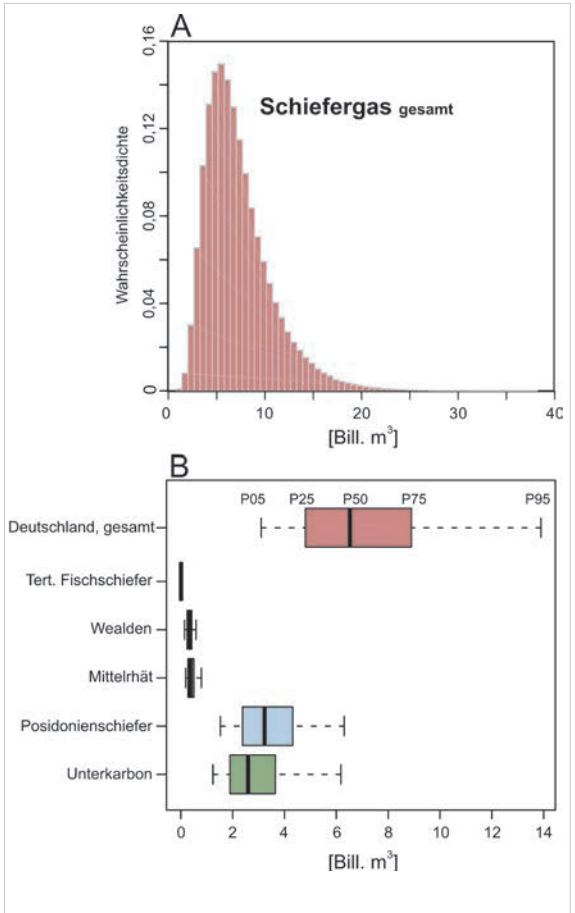 A
0,16
0,12
0,08
0,04
0
Wahrscheinlichkeitsdichte
Schiefergas gesamt
0 10 20 30 40
[Bill. m³]
B
P05 P25 P50 P75 P95
Deutschland, gesamt
Tert. Fischschiefer
Wealden
Mittelrhät
Posidonienschiefer
Unterkarbon
0 2 4 6 8 10 12 14
[Bill. m³]